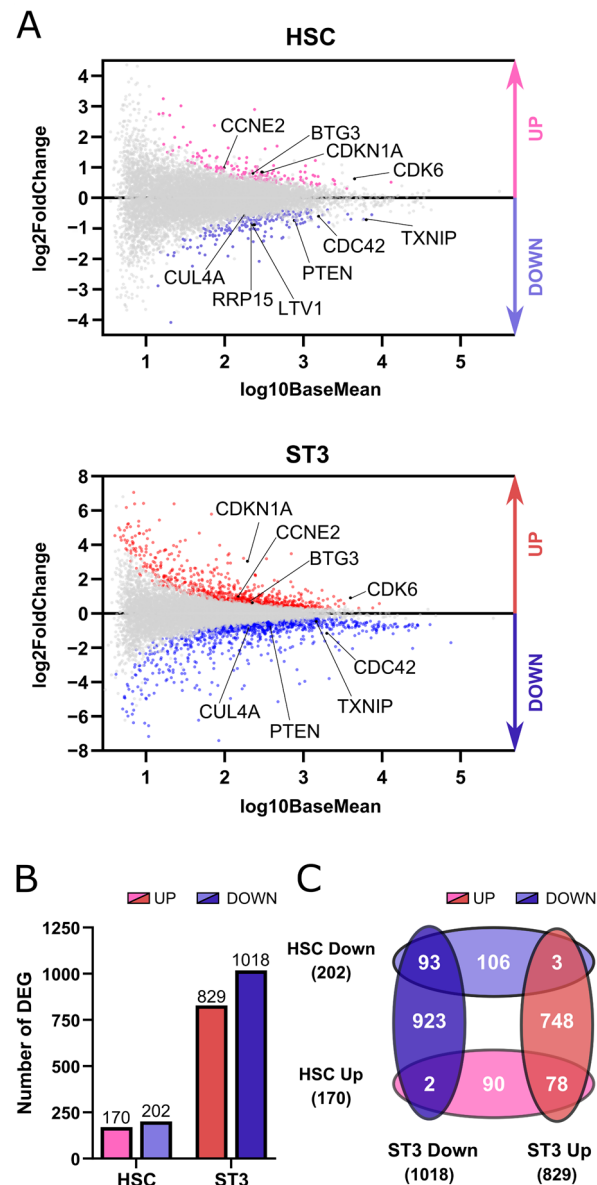 A
HSC
4
3
2
1
0
−1
−2
−3
−4
log2FoldChange
CCNE2
BTG3
CDKN1A
CDK6
TXNIP
CDC42
PTEN
CUL4A
RRP15
LTV1
UP
DOWN
1 2 3 4 5
log10BaseMean
ST3
8
6
4
2
0
−2
−4
−6
−8
log2FoldChange
CDKN1A
CCNE2
BTG3
CDK6
CDC42
TXNIP
CUL4A
PTEN
UP
DOWN
1 2 3 4 5
log10BaseMean
B
UP DOWN
1250
1000
750
500
250
0
Number of DEG
170 202 829 1018
HSC ST3
C
UP DOWN
HSC Down
(202)
93 106 3
923 748
HSC Up
(170)
2 90 78
ST3 Down
(1018)
ST3 Up
(829)